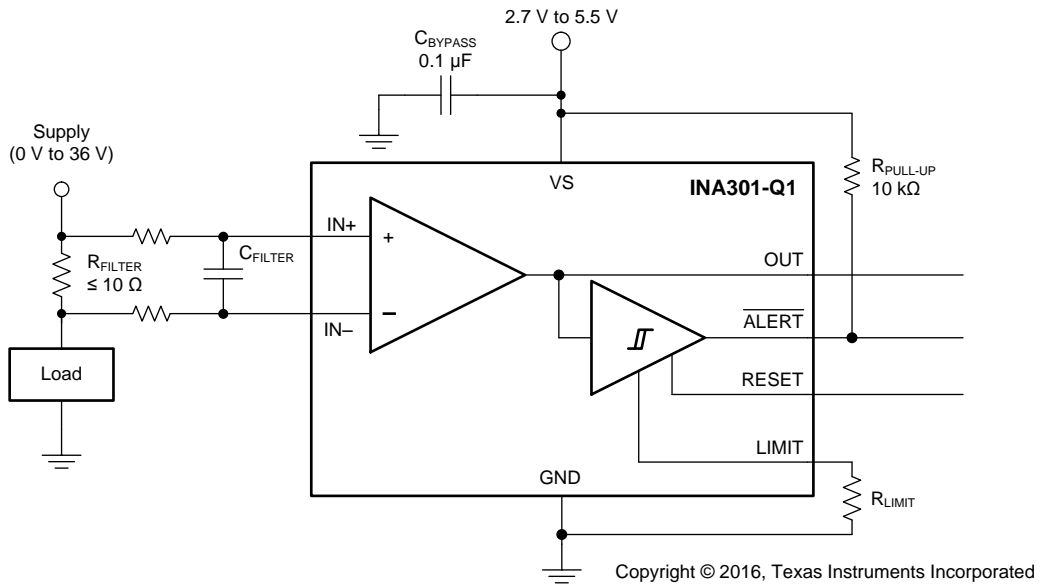 2.7 V to 5.5 V
CBYPASS
0.1 µF
Supply
(0 V to 36 V)
RPULL-UP
10 kΩ
VS
INA301-Q1
IN+
+
CFILTER
RFILTER
≤ 10 Ω
OUT
IN–
–
ALERT
Load
RESET
LIMIT
GND
RLIMIT
Copyright © 2016, Texas Instruments Incorporated